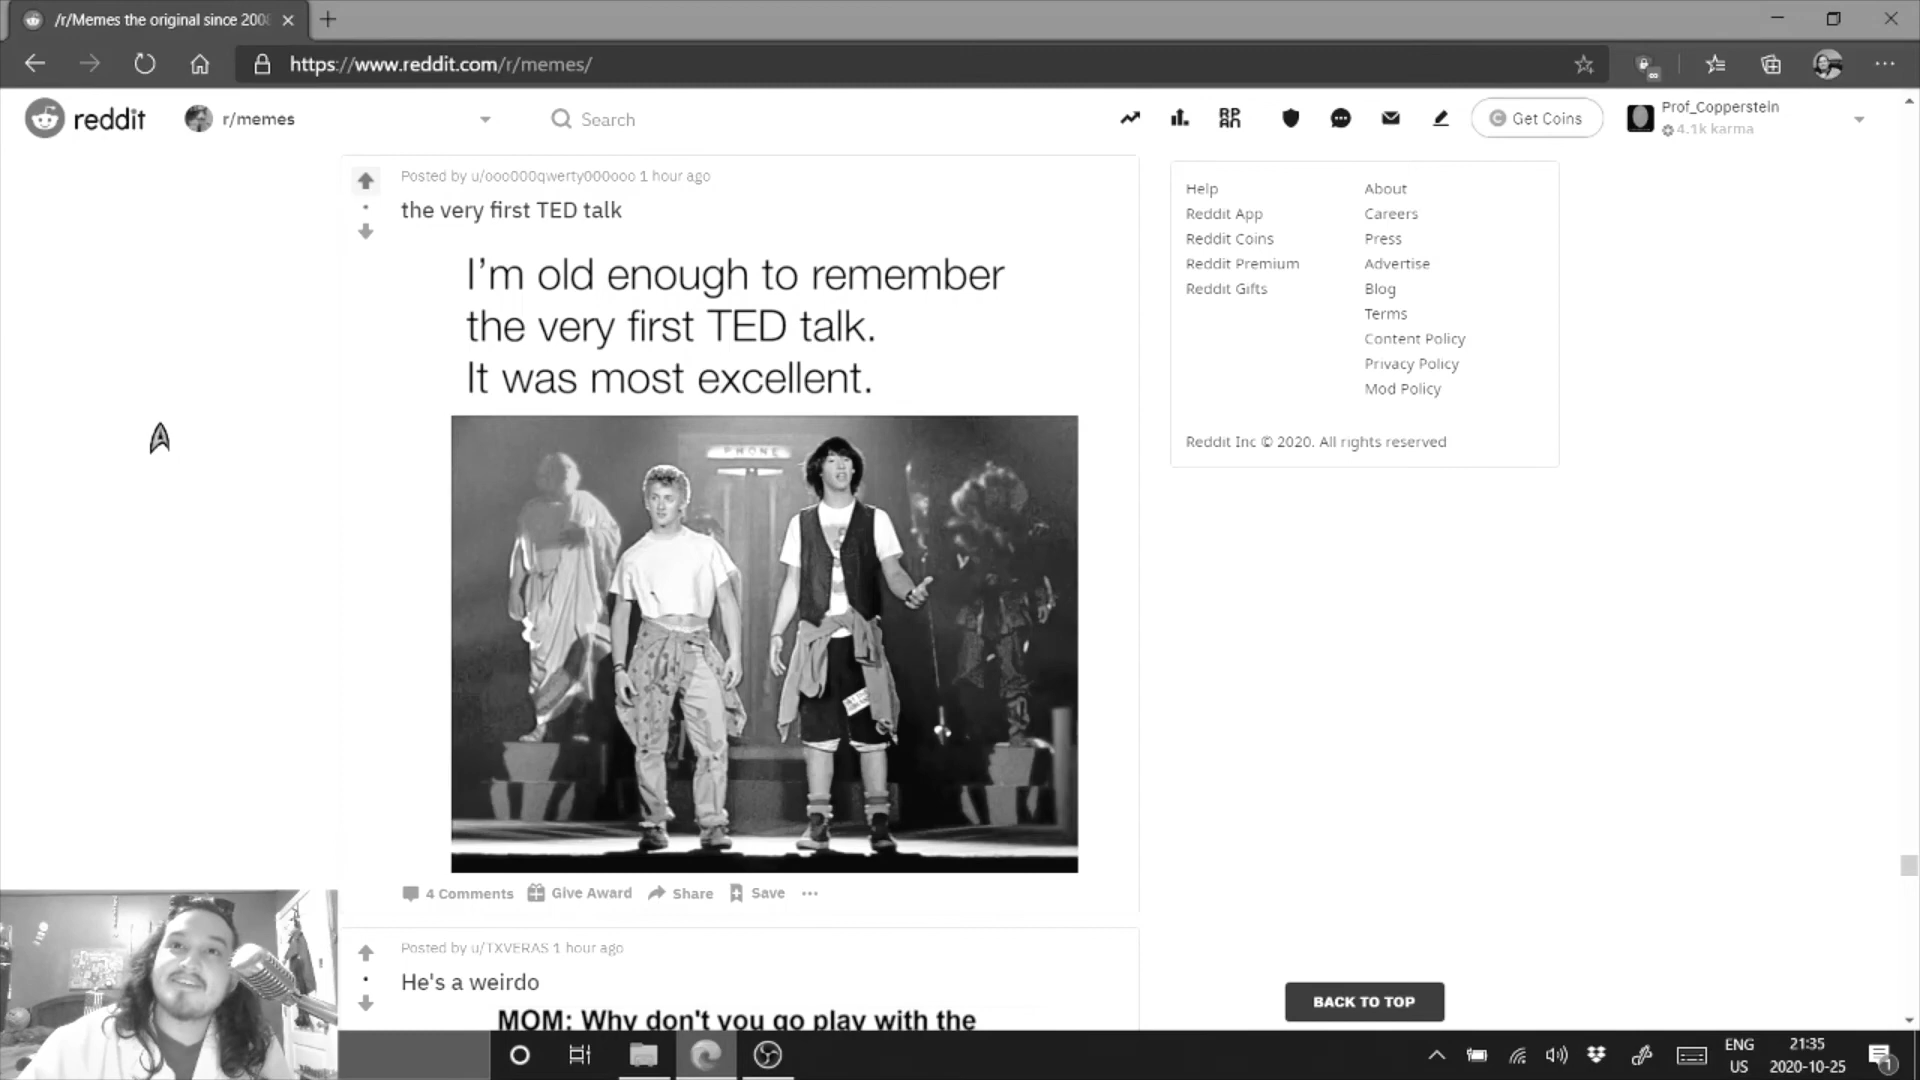 /r/Memes the original since 2008
https://www.reddit.com/r/memes/
reddit
r/memes
Search
RPAN
Get Coins
Prof_Copperstein
4.1k karma
Posted by u/ooo000qwerty000ooo 1 hour ago
the very first TED talk
I'm old enough to remember
the very first TED talk.
It was most excellent.
PHONE
4 Comments
Give Award
Share
Save
Posted by u/TXVERAS 1 hour ago
He's a weirdo
MOM: Why don't you go play with the
Help
Reddit App
Reddit Coins
Reddit Premium
Reddit Gifts
About
Careers
Press
Advertise
Blog
Terms
Content Policy
Privacy Policy
Mod Policy
Reddit Inc © 2020. All rights reserved
BACK TO TOP
ENG
US
21:35
2020-10-25
1